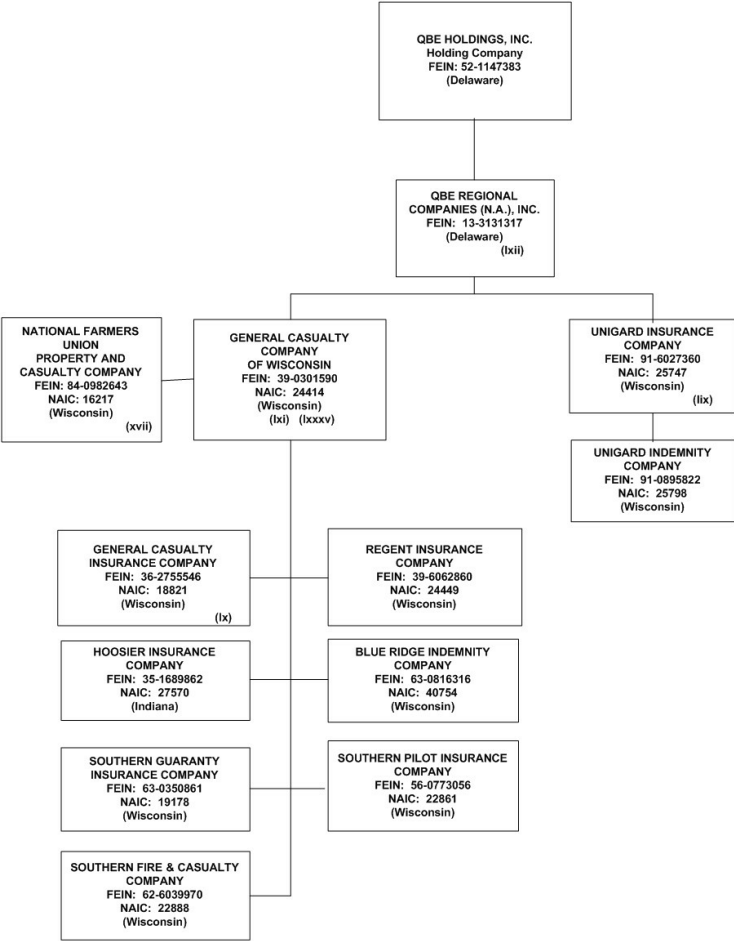 QBE HOLDINGS, INC.
Holding Company
FEIN: 52-1147383
(Delaware)
QBE REGIONAL
COMPANIES (N.A.), INC.
FEIN: 13-3131317
(Delaware)
(lxii)
NATIONAL FARMERS
UNION
PROPERTY AND
CASUALTY COMPANY
FEIN: 84-0982643
NAIC: 16217
(Wisconsin)
(xvii)
GENERAL CASUALTY
COMPANY
OF WISCONSIN
FEIN: 39-0301590
NAIC: 24414
(Wisconsin)
(lxi) (lxxxv)
UNIGARD INSURANCE
COMPANY
FEIN: 91-6027360
NAIC: 25747
(Wisconsin)
(lix)
UNIGARD INDEMNITY
COMPANY
FEIN: 91-0895822
NAIC: 25798
(Wisconsin)
GENERAL CASUALTY
INSURANCE COMPANY
FEIN: 36-2755546
NAIC: 18821
(Wisconsin)
(lx)
REGENT INSURANCE
COMPANY
FEIN: 39-6062860
NAIC: 24449
(Wisconsin)
HOOSIER INSURANCE
COMPANY
FEIN: 35-1689862
NAIC: 27570
(Indiana)
BLUE RIDGE INDEMNITY
COMPANY
FEIN: 63-0816316
NAIC: 40754
(Wisconsin)
SOUTHERN GUARANTY
INSURANCE COMPANY
FEIN: 63-0350861
NAIC: 19178
(Wisconsin)
SOUTHERN PILOT INSURANCE
COMPANY
FEIN: 56-0773056
NAIC: 22861
(Wisconsin)
SOUTHERN FIRE & CASUALTY
COMPANY
FEIN: 62-6039970
NAIC: 22888
(Wisconsin)